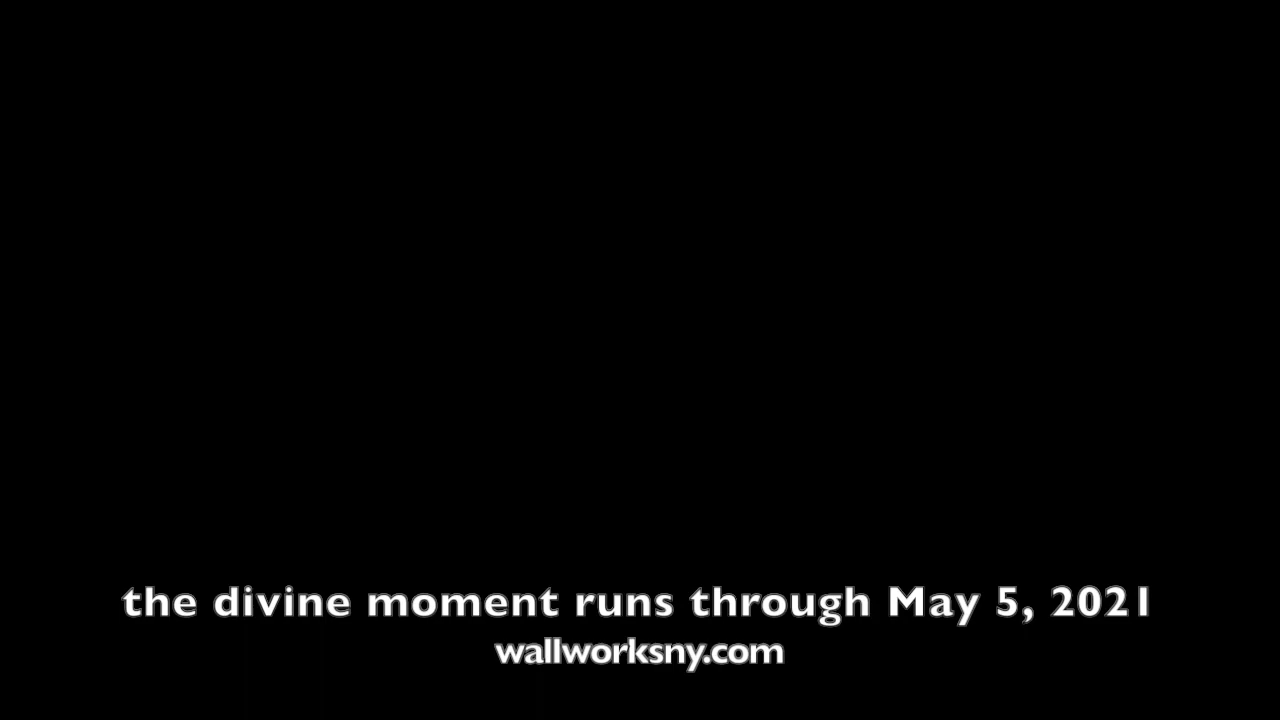 the divine moment runs through May 5, 2021
wallworksny.com